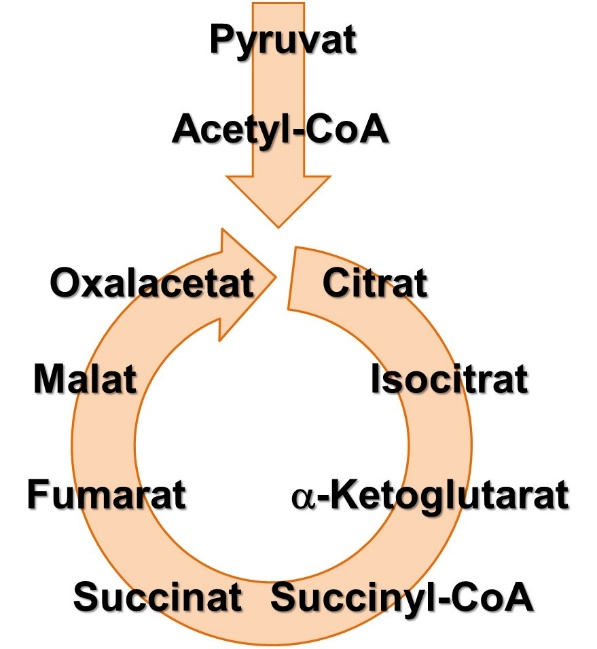 Pyruvat
Acetyl-CoA
Oxalacetat Citrat
Malat Isocitrat
Fumarat α-Ketoglutarat
Succinat Succinyl-CoA